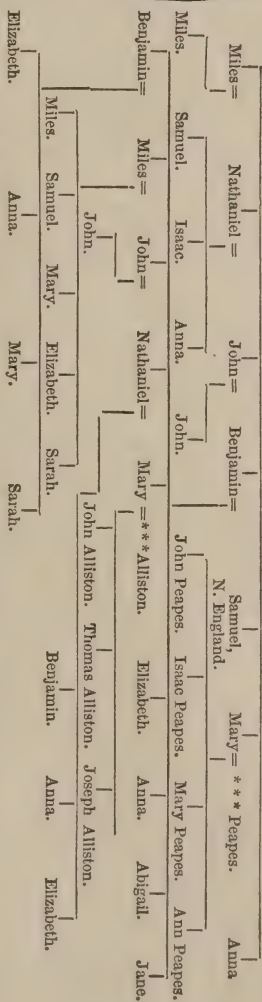 Miles= Nathaniel = John= Benjamin= Samuel, Mary= * * * Peapes. Anna
N. England.
Miles. Samuel. Isaac. Anna. John. John Peapes. Isaac Peapes. Mary Peapes. Ann Peapes.
Benjamin= Miles= John= Nathaniel= Mary =***Alliston. Elizabeth. Anna. Abigail. Jane.
John. John Alliston. Thomas Alliston. Joseph Alliston.
Miles. Samuel. Mary. Elizabeth. Sarah. Benjamin. Anna. Elizabeth.
Elizabeth. Anna. Mary. Sarah.